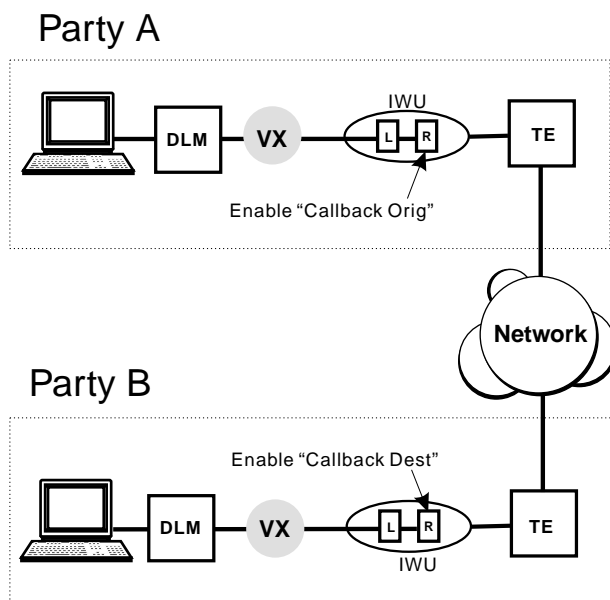 Party A
IWU
DLM
VX
L
R
TE
Enable “Callback Orig”
Network
Party B
Enable “Callback Dest”
DLM
VX
L
R
TE
IWU